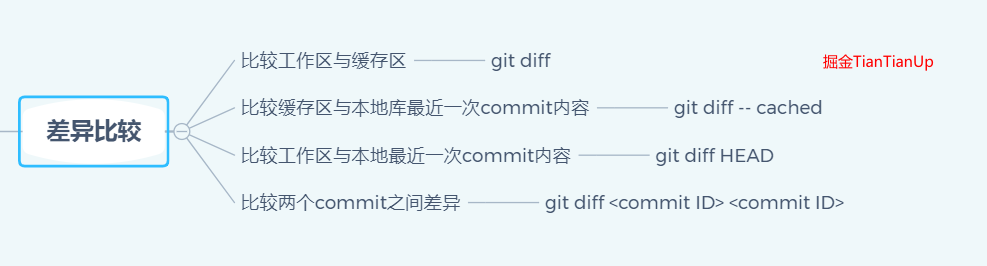 比较工作区与缓存区 git diff
掘金TianTianUp
比较缓存区与本地库最近一次commit内容 git diff -- cached
差异比较
比较工作区与本地最近一次commit内容 git diff HEAD
比较两个commit之间差异 git diff <commit ID> <commit ID>